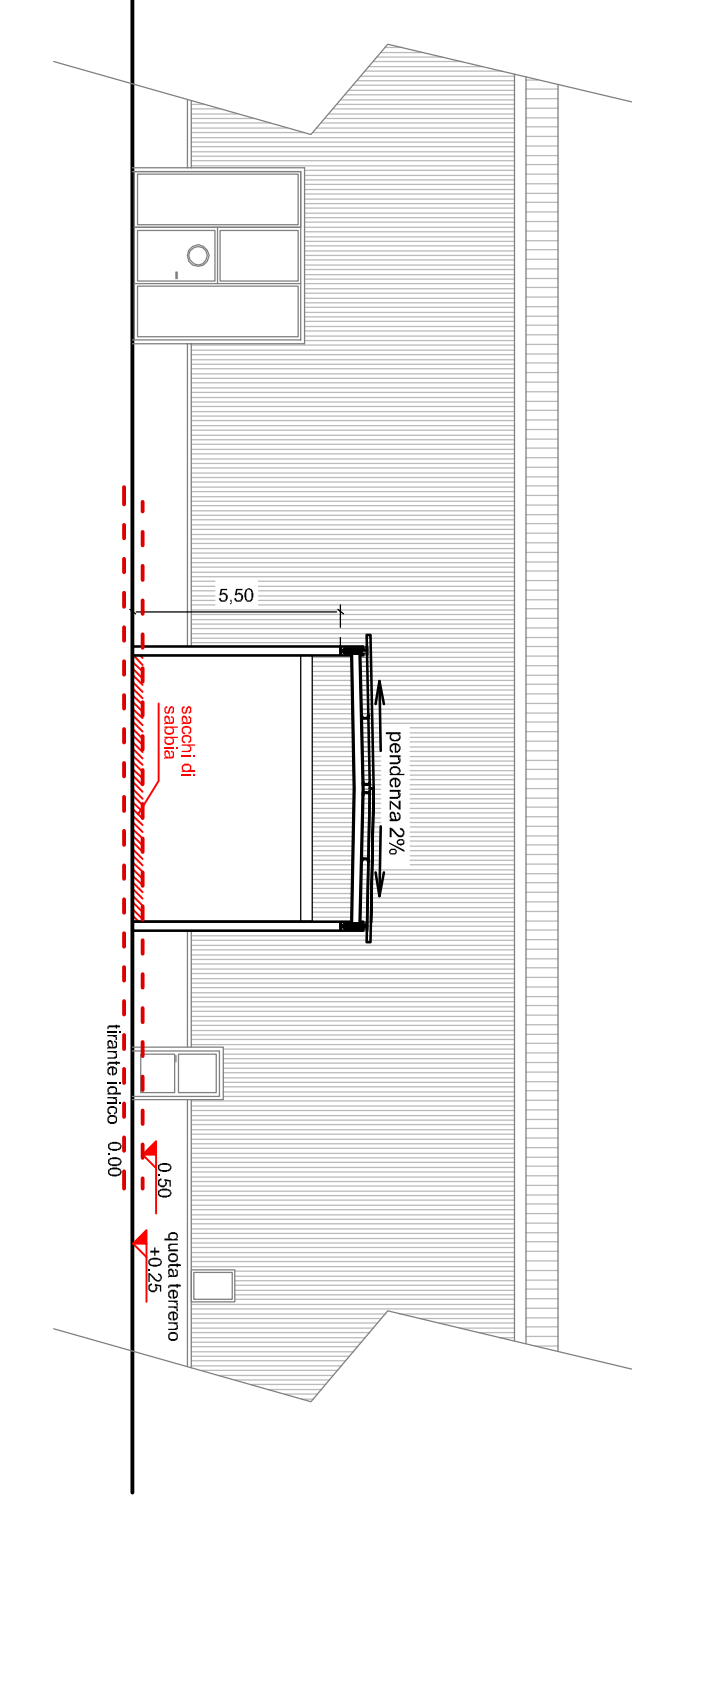 5,50
pendenza 2%
sacchi di
sabbia
tirante idrico 0.00
0.50
quota terreno
+0.25